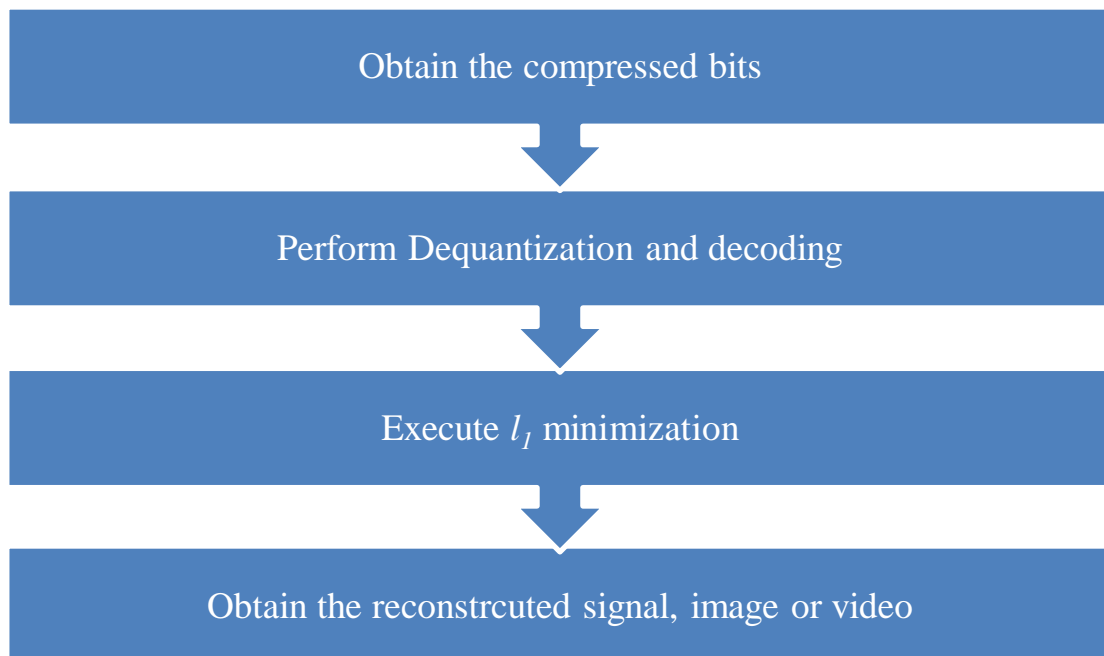 Obtain the compressed bits
Perform Dequantization and decoding
Execute l1 minimization
Obtain the reconstrcuted signal, image or video